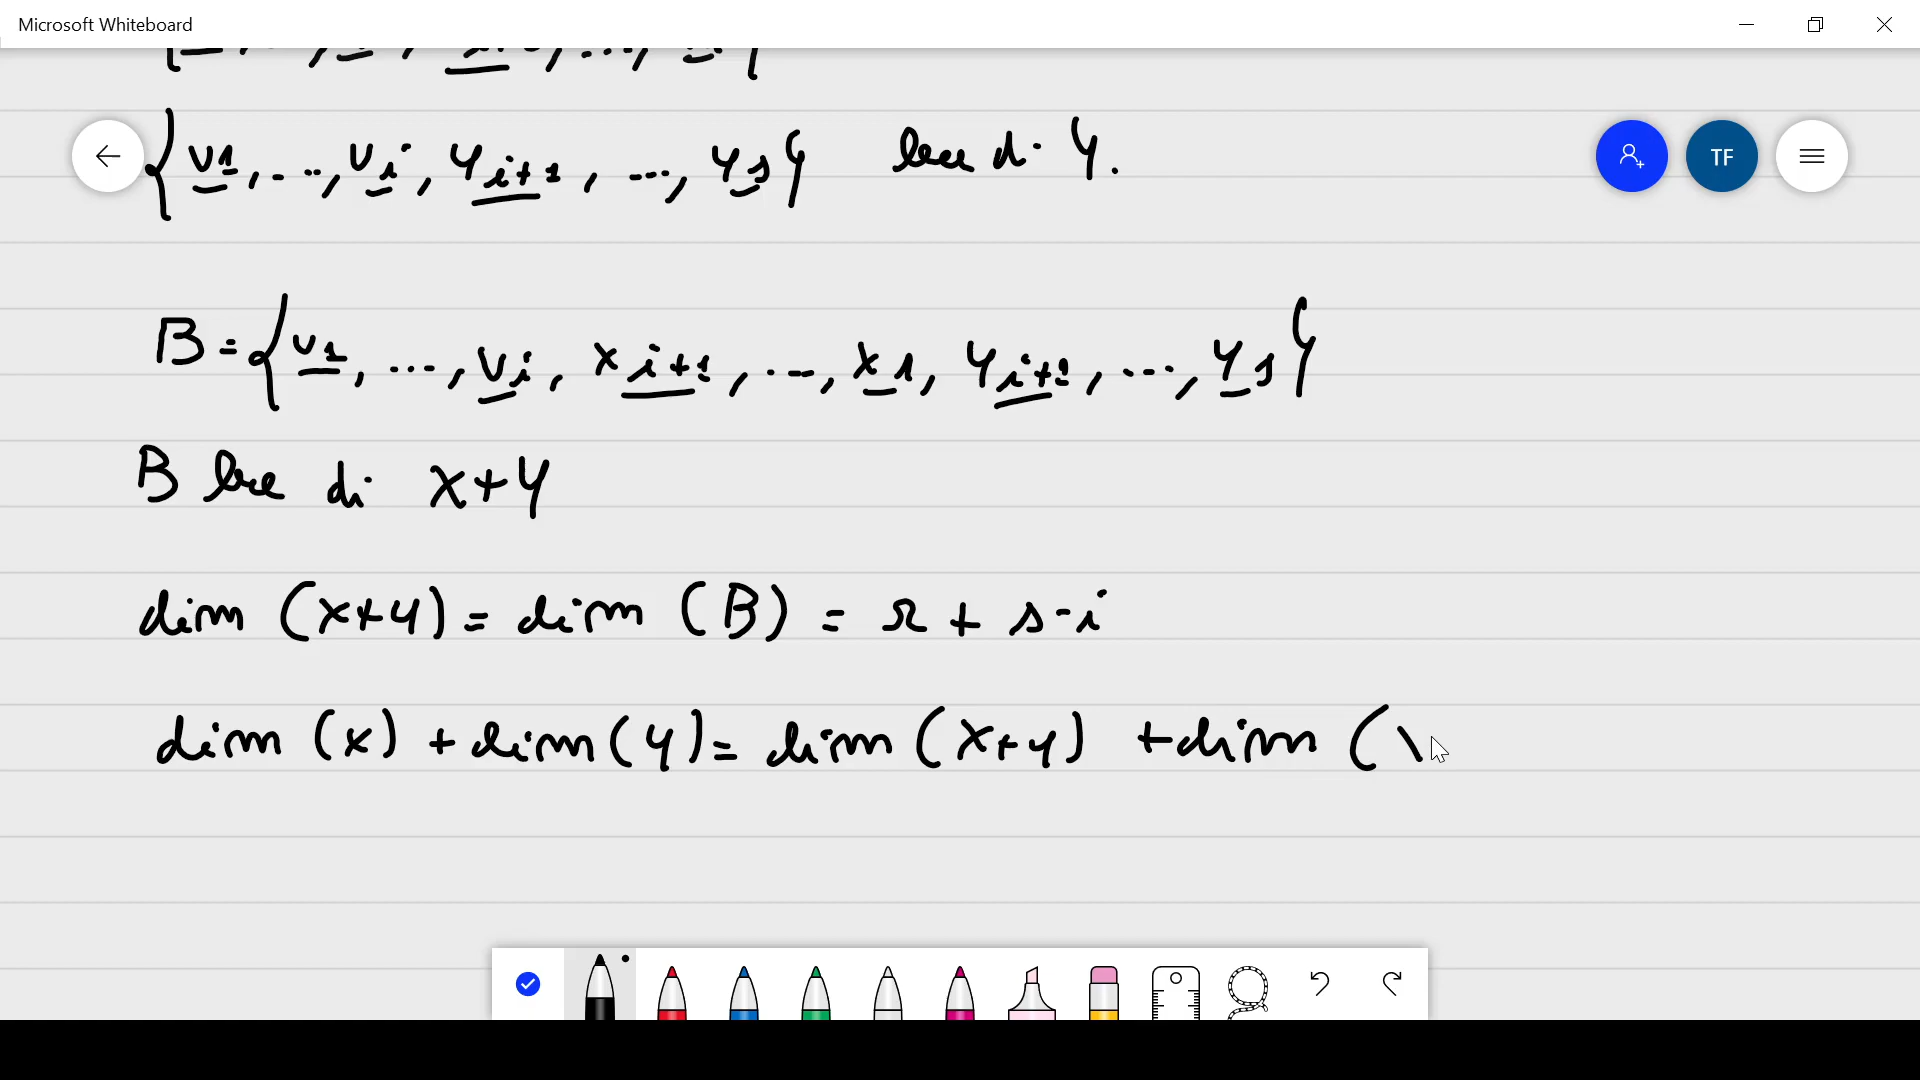 Microsoft Whiteboard
{v1, ..., vi, yi+1, ..., ys} base di Y.
TF
B = {v1, ..., vi, xi+1, ..., xr, yi+1, ..., ys}
B base di X+Y
dim (X+Y) = dim (B) = r + s - i
dim (X) + dim (Y) = dim (X+Y) + dim (\